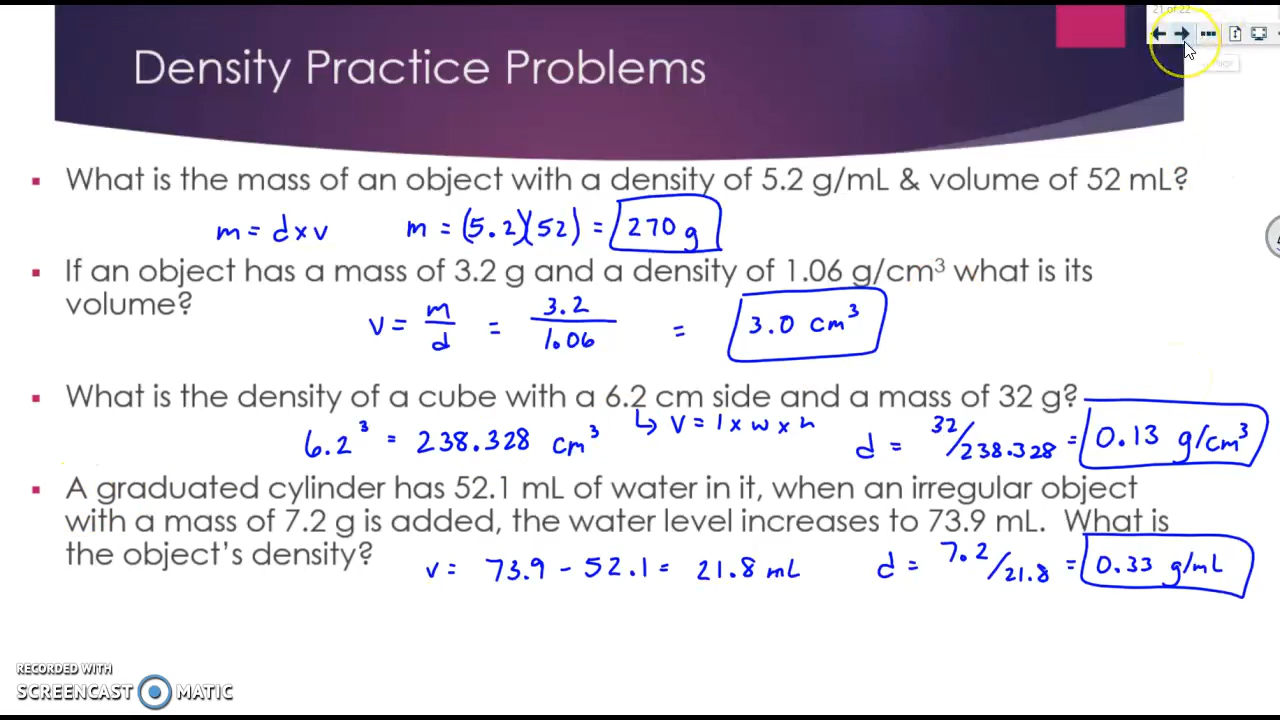 21 of 22
Density Practice Problems
▪ What is the mass of an object with a density of 5.2 g/mL & volume of 52 mL?
m = d x v    m = (5.2)(52) = 270 g
▪ If an object has a mass of 3.2 g and a density of 1.06 g/cm³ what is its
volume?
v = m/d = 3.2/1.06 = 3.0 cm³
▪ What is the density of a cube with a 6.2 cm side and a mass of 32 g?
↳ V = l x w x h
6.2³ = 238.328 cm³    d = 32/238.328 = 0.13 g/cm³
▪ A graduated cylinder has 52.1 mL of water in it, when an irregular object
with a mass of 7.2 g is added, the water level increases to 73.9 mL. What is
the object's density?
v = 73.9 - 52.1 = 21.8 mL    d = 7.2/21.8 = 0.33 g/mL
RECORDED WITH
SCREENCAST MATIC